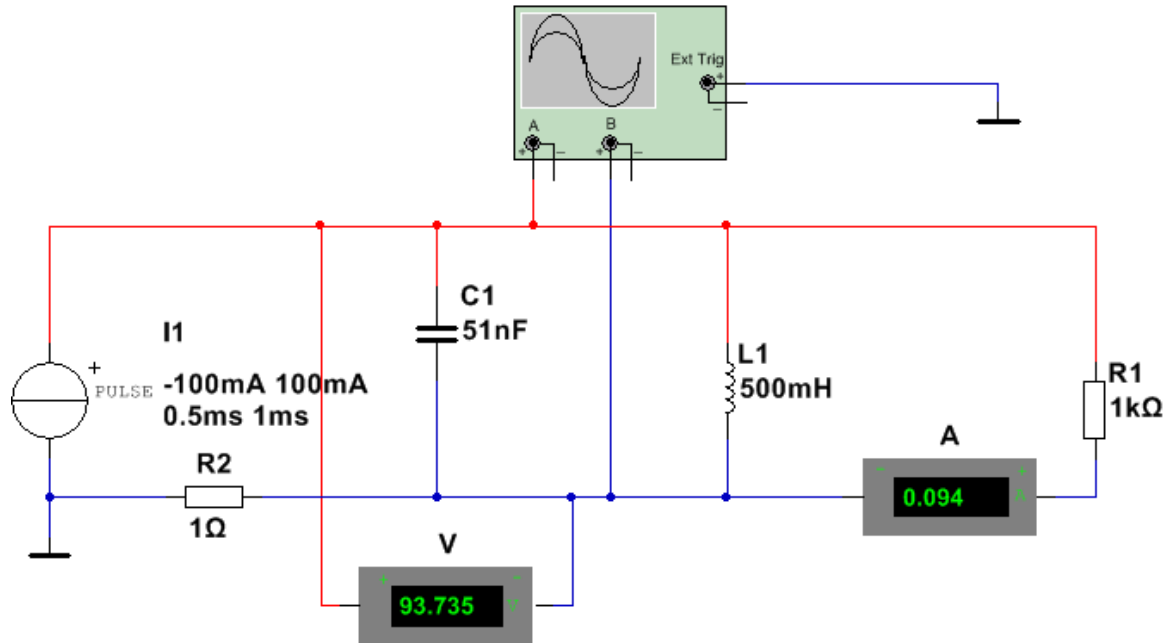 Ext Trig
+
–
A
B
+
–
+
–
C1
51nF
I1
+
PULSE
-100mA 100mA
0.5ms 1ms
L1
500mH
R1
1kΩ
R2
1Ω
A
–
+
0.094
A
V
+
–
93.735
V